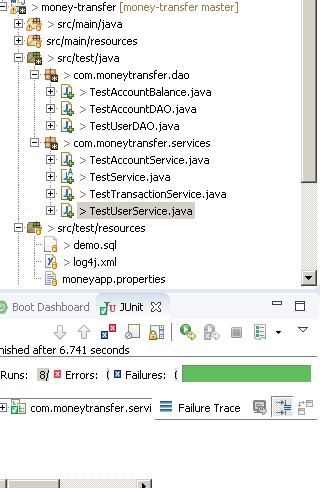 > money-transfer [money-transfer master]
> src/main/java
src/main/resources
> src/test/java
> com.moneytransfer.dao
> TestAccountBalance.java
> TestAccountDAO.java
> TestUserDAO.java
> com.moneytransfer.services
> TestAccountService.java
> TestService.java
> TestTransactionService.java
> TestUserService.java
> src/test/resources
> demo.sql
> log4j.xml
moneyapp.properties
Boot Dashboard JUnit
nished after 6.741 seconds
Runs: 8/ Errors: ( Failures: (
com.moneytransfer.servi Failure Trace